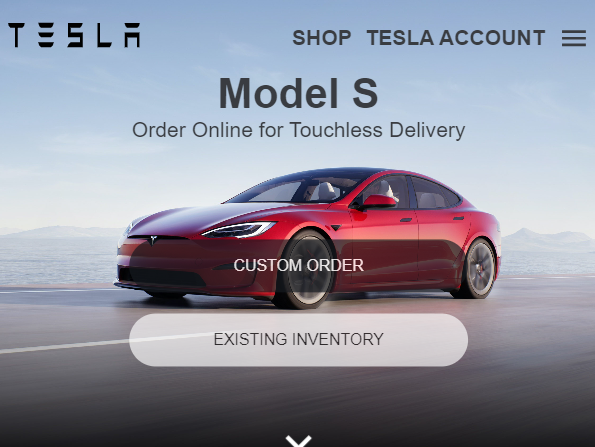 TESLA
SHOP TESLA ACCOUNT
Model S
Order Online for Touchless Delivery
CUSTOM ORDER
EXISTING INVENTORY